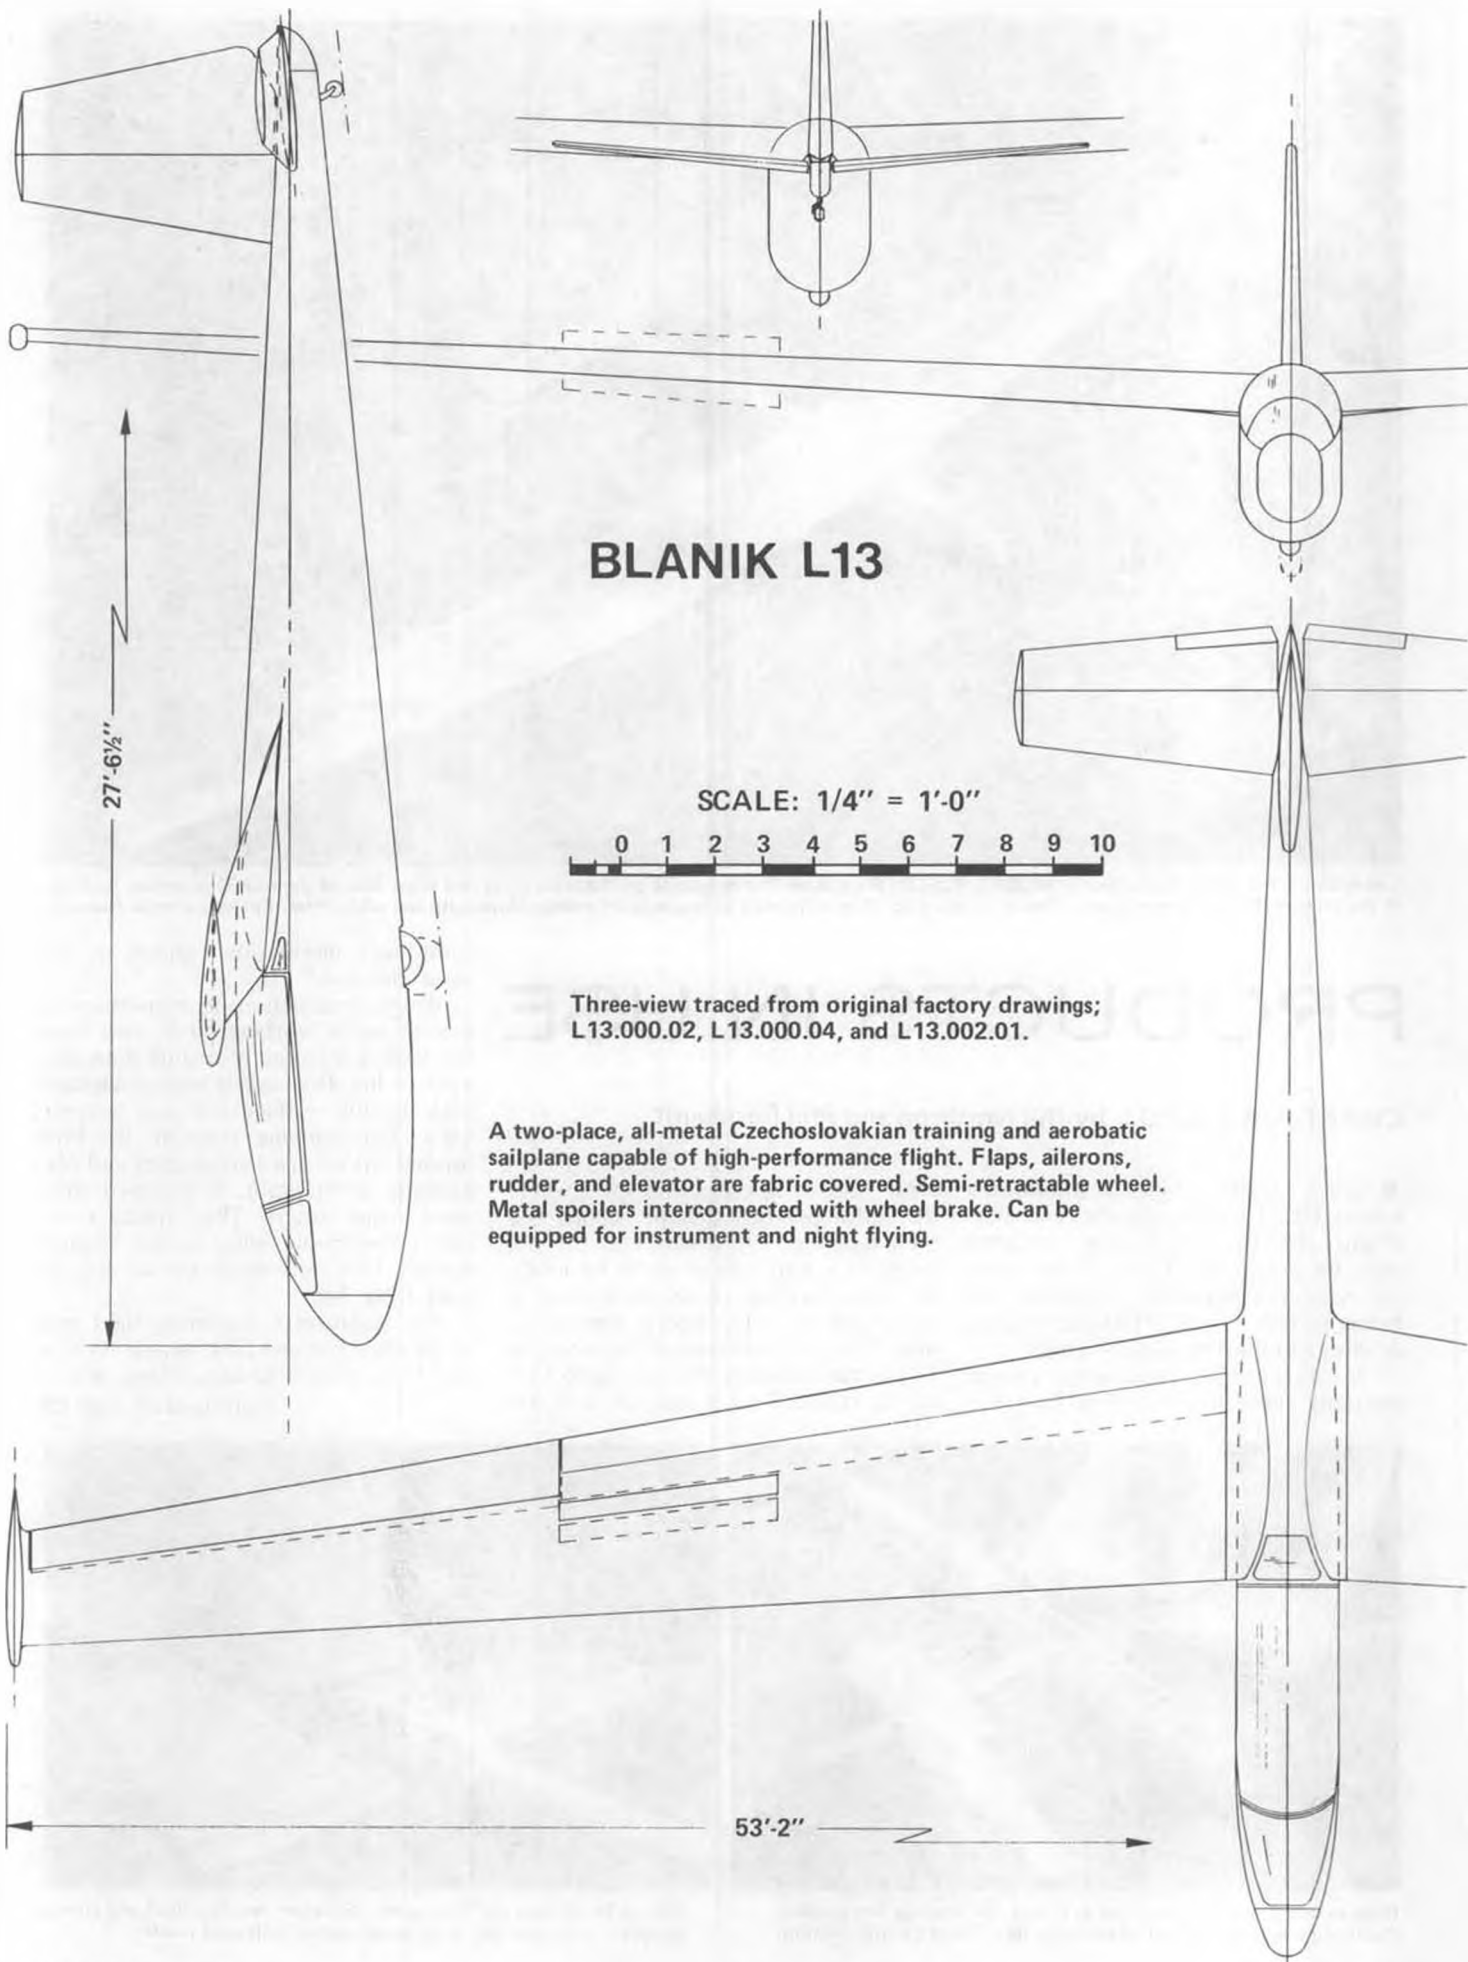 BLANIK L13
27'-6½"
SCALE: 1/4" = 1'-0"
0 1 2 3 4 5 6 7 8 9 10
Three-view traced from original factory drawings;
L13.000.02, L13.000.04, and L13.002.01.
A two-place, all-metal Czechoslovakian training and aerobatic
sailplane capable of high-performance flight. Flaps, ailerons,
rudder, and elevator are fabric covered. Semi-retractable wheel.
Metal spoilers interconnected with wheel brake. Can be
equipped for instrument and night flying.
53'-2"